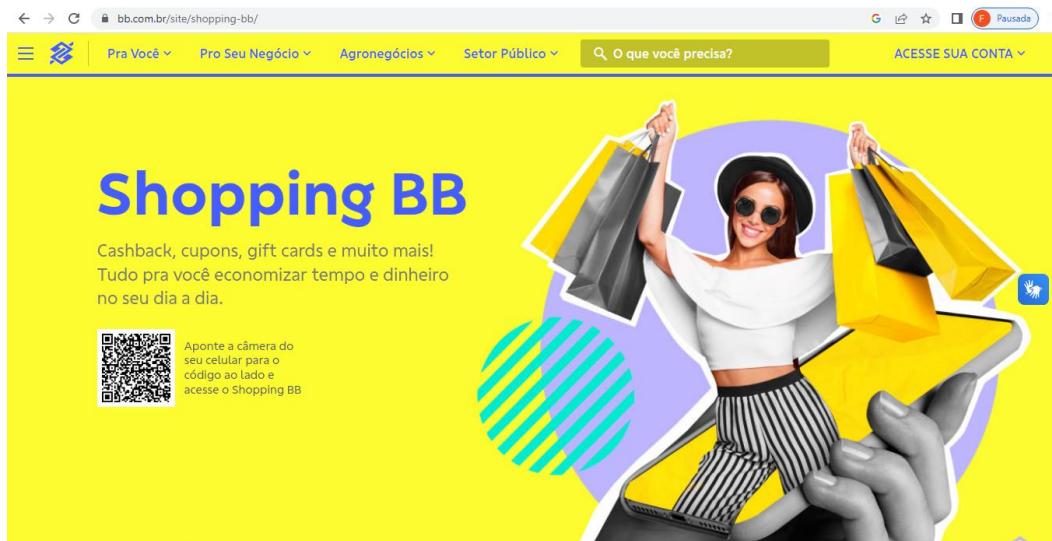 bb.com.br/site/shopping-bb/
F Pausada
Pra Você Pro Seu Negócio Agronegócios Setor Público O que você precisa? ACESSE SUA CONTA
Shopping BB
Cashback, cupons, gift cards e muito mais!
Tudo pra você economizar tempo e dinheiro
no seu dia a dia.
Aponte a câmera do
seu celular para o
código ao lado e
acesse o Shopping BB